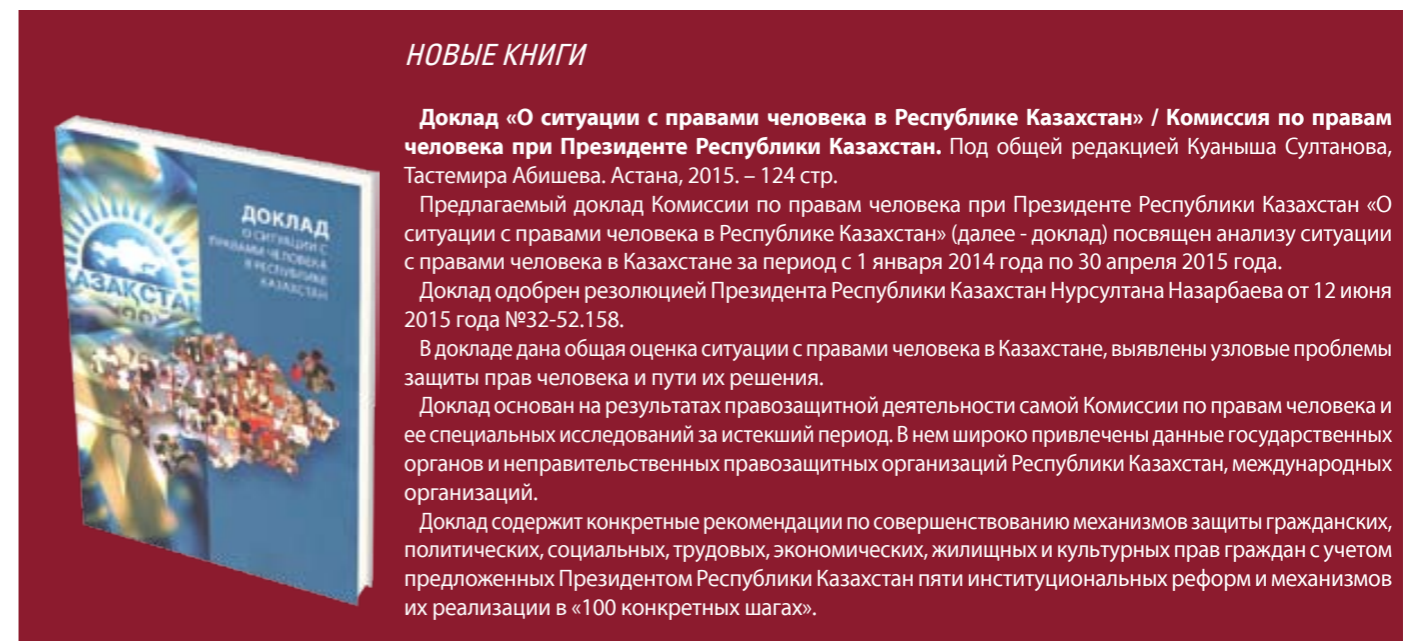 НОВЫЕ КНИГИ
Доклад «О ситуации с правами человека в Республике Казахстан» / Комиссия по правам
человека при Президенте Республики Казахстан. Под общей редакцией Куаныша Султанова,
Тастемира Абишева. Астана, 2015. – 124 стр.
Предлагаемый доклад Комиссии по правам человека при Президенте Республики Казахстан «О
ситуации с правами человека в Республике Казахстан» (далее - доклад) посвящен анализу ситуации
с правами человека в Казахстане за период с 1 января 2014 года по 30 апреля 2015 года.
Доклад одобрен резолюцией Президента Республики Казахстан Нурсултана Назарбаева от 12 июня
2015 года №32-52.158.
В докладе дана общая оценка ситуации с правами человека в Казахстане, выявлены узловые проблемы
защиты прав человека и пути их решения.
Доклад основан на результатах правозащитной деятельности самой Комиссии по правам человека и
ее специальных исследований за истекший период. В нем широко привлечены данные государственных
органов и неправительственных правозащитных организаций Республики Казахстан, международных
организаций.
Доклад содержит конкретные рекомендации по совершенствованию механизмов защиты гражданских,
политических, социальных, трудовых, экономических, жилищных и культурных прав граждан с учетом
предложенных Президентом Республики Казахстан пяти институциональных реформ и механизмов
их реализации в «100 конкретных шагах».
ДОКЛАД
О СИТУАЦИИ С
ПРАВАМИ ЧЕ�ловека
В РЕСПУБЛИКЕ
КАЗАХСТАН
АЗАҚСТАН